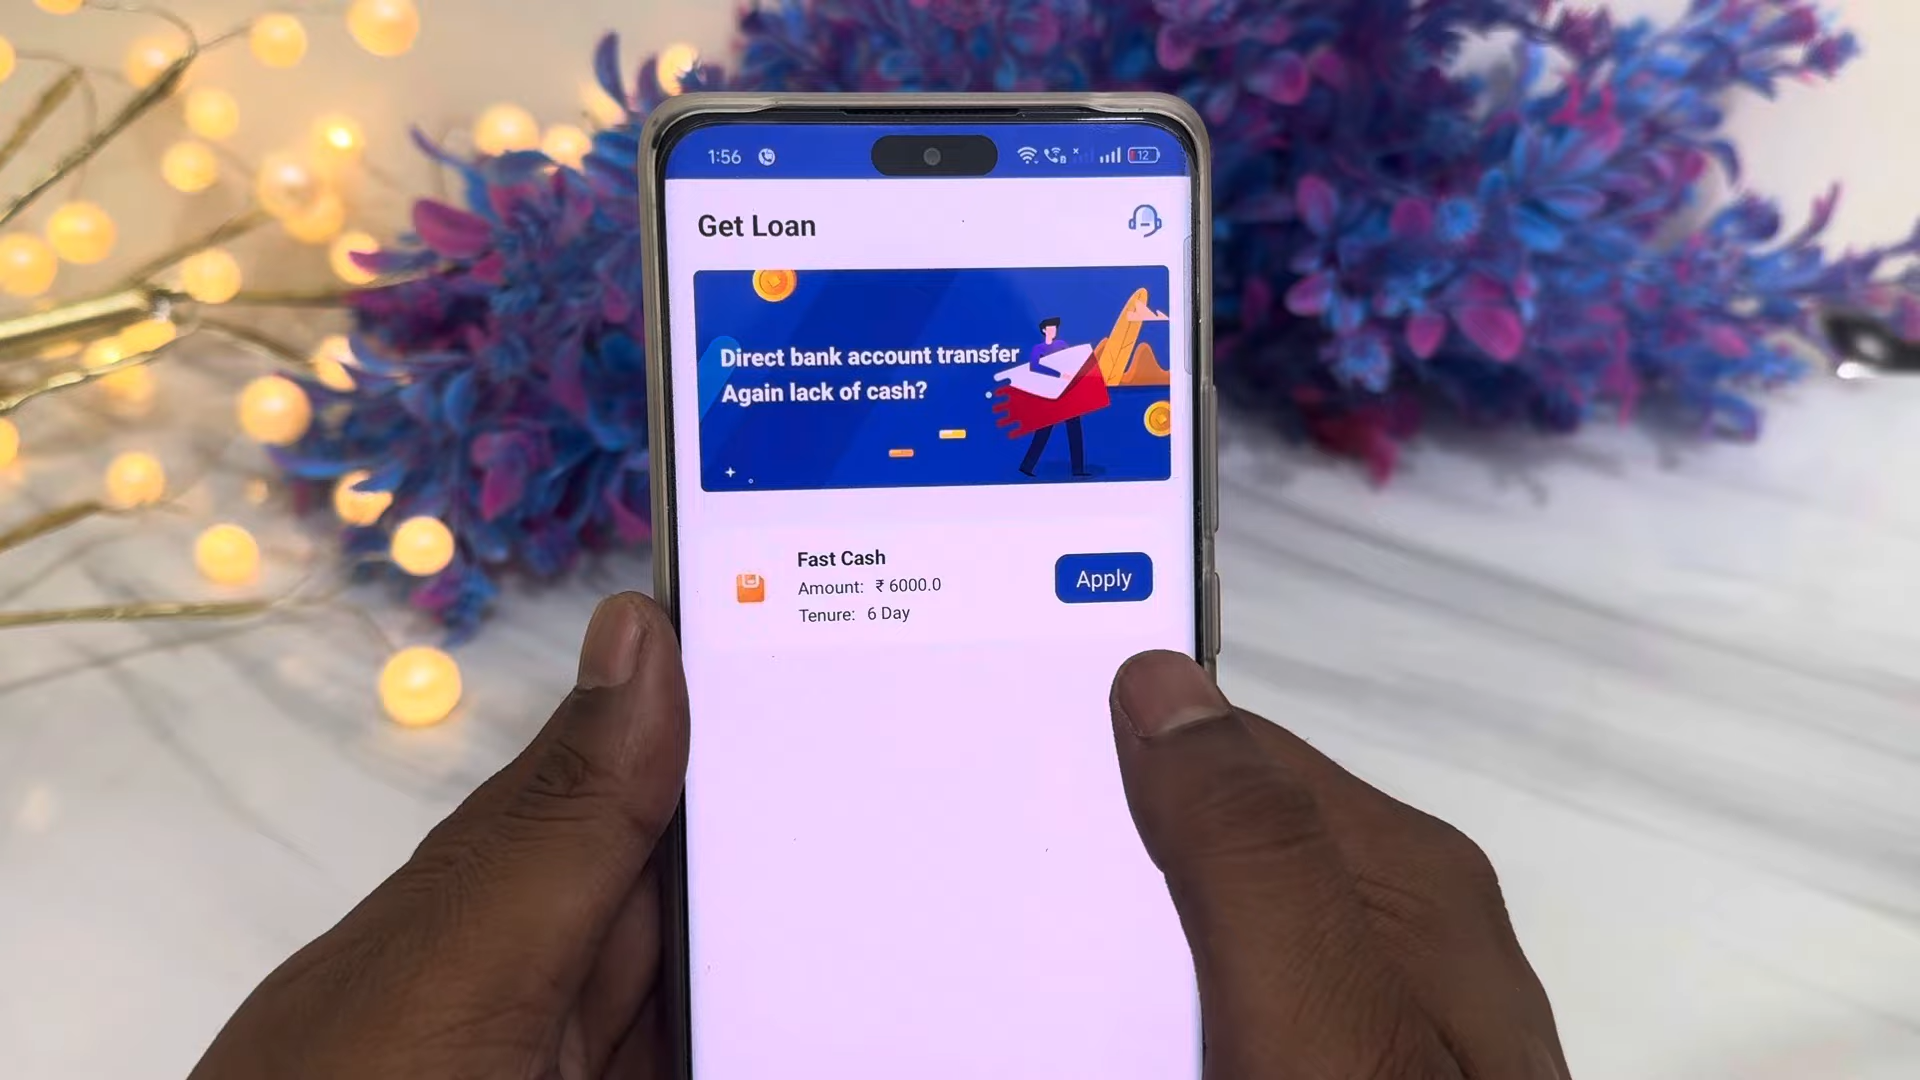 1:56
12
Get Loan
Direct bank account transfer
Again lack of cash?
Fast Cash
Amount: ₹ 6000.0
Tenure: 6 Day
Apply